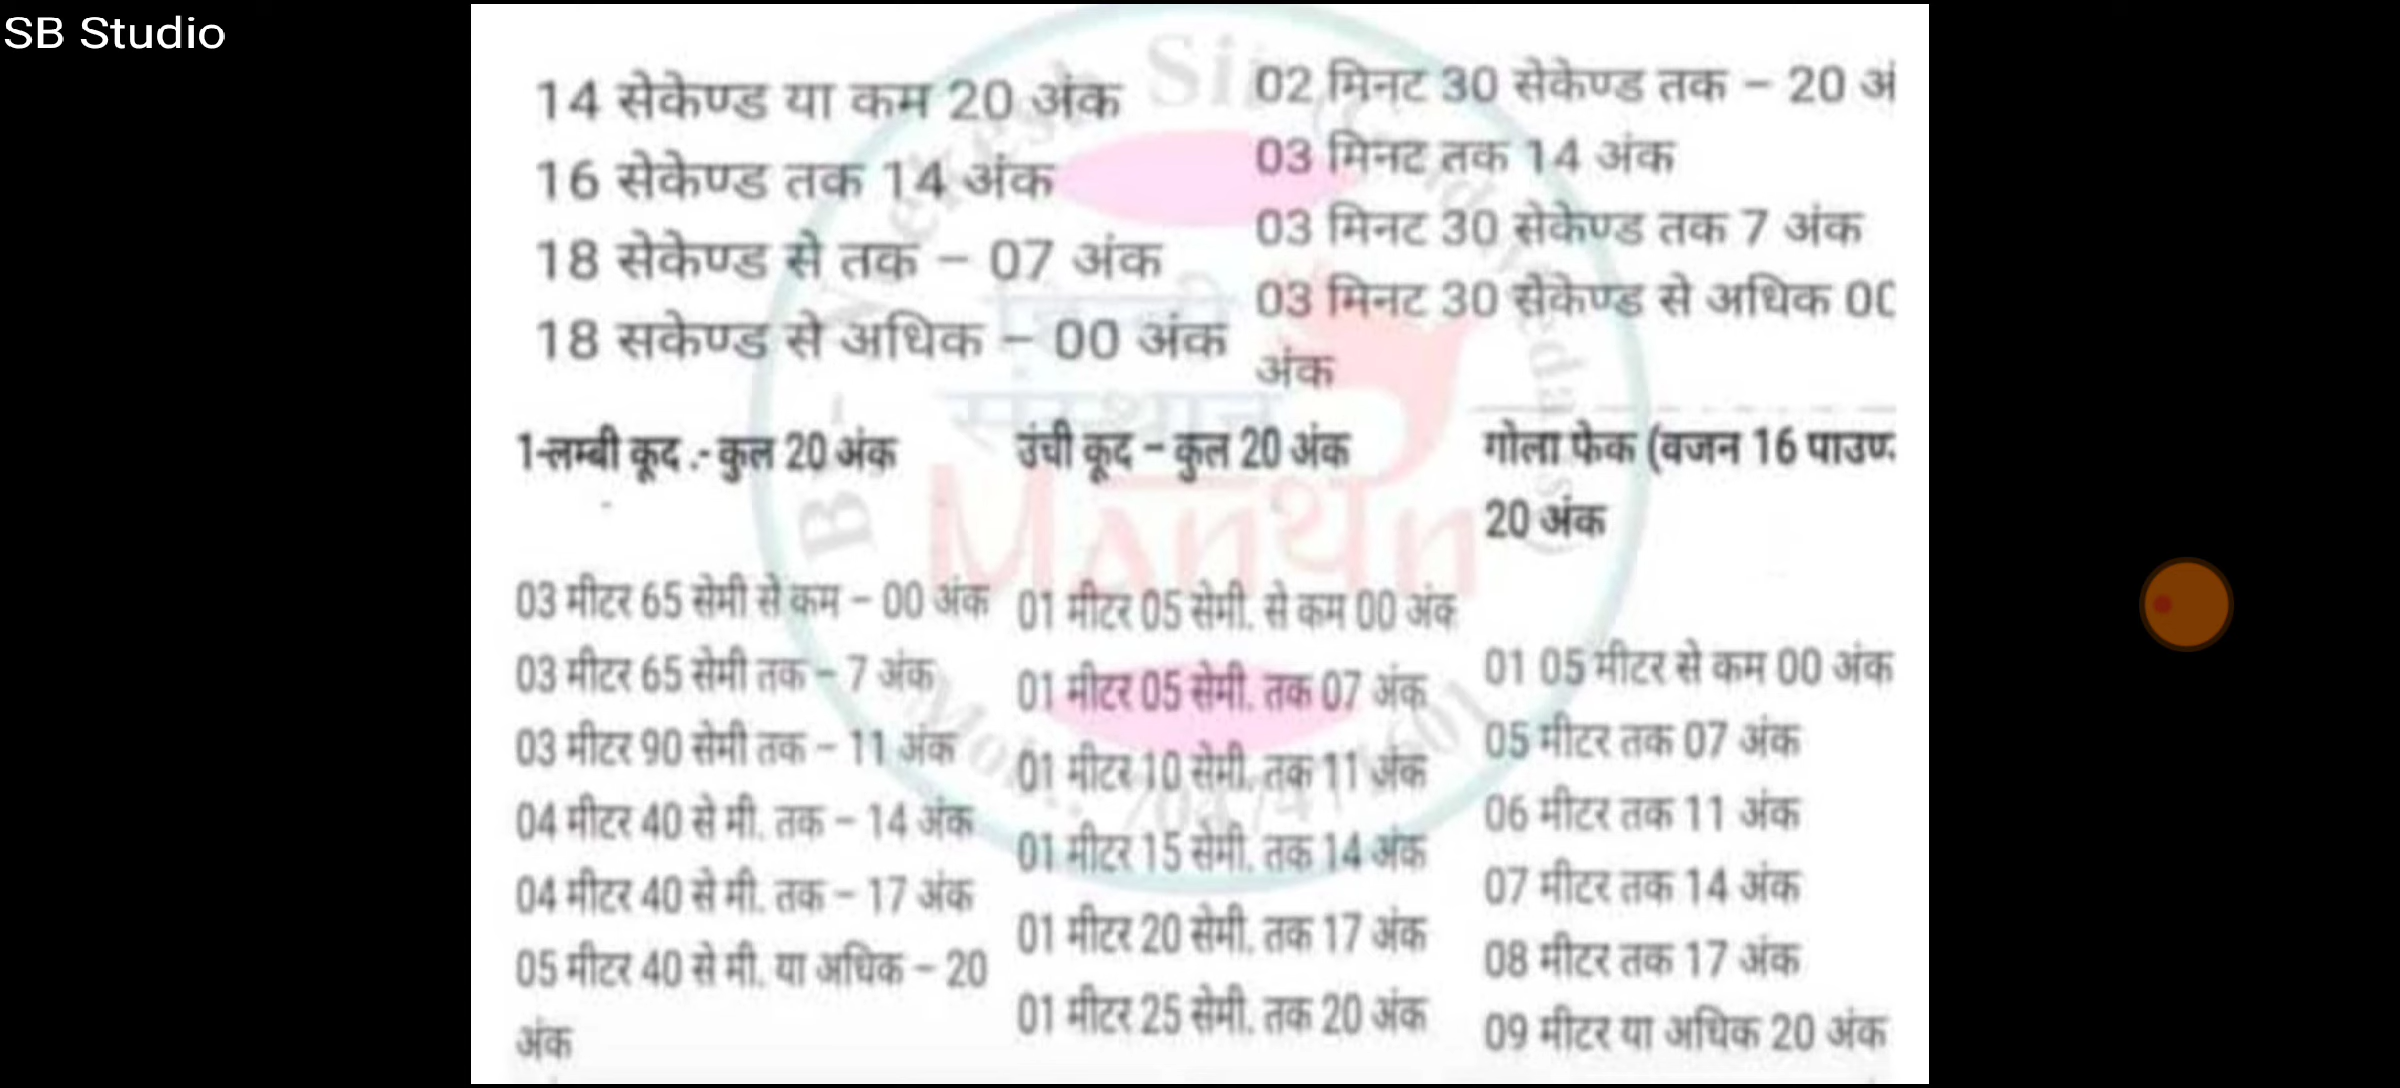 SB Studio
14 सेकेण्ड या कम 20 अंक
16 सेकेण्ड तक 14 अंक
18 सेकेण्ड से तक – 07 अंक
18 सकेण्ड से अधिक – 00 अंक
02 मिनट 30 सेकेण्ड तक – 20 अं
03 मिनट तक 14 अंक
03 मिनट 30 सेकेण्ड तक 7 अंक
03 मिनट 30 सेकेण्ड से अधिक 00
अंक
1-लम्बी कूद .- कुल 20 अंक
03 मीटर 65 सेमी से कम – 00 अंक
03 मीटर 65 सेमी तक – 7 अंक
03 मीटर 90 सेमी तक – 11 अंक
04 मीटर 40 से मी. तक – 14 अंक
04 मीटर 40 से मी. तक – 17 अंक
05 मीटर 40 से मी. या अधिक – 20
अंक
उंची कूद – कुल 20 अंक
01 मीटर 05 सेमी. से कम 00 अंक
01 मीटर 05 सेमी. तक 07 अंक
01 मीटर 10 सेमी. तक 11 अंक
01 मीटर 15 सेमी. तक 14 अंक
01 मीटर 20 सेमी. तक 17 अंक
01 मीटर 25 सेमी. तक 20 अंक
गोला फेक (वजन 16 पाउण्
20 अंक
01 05 मीटर से कम 00 अंक
05 मीटर तक 07 अंक
06 मीटर तक 11 अंक
07 मीटर तक 14 अंक
08 मीटर तक 17 अंक
09 मीटर या अधिक 20 अंक
Manथन
संस्थान